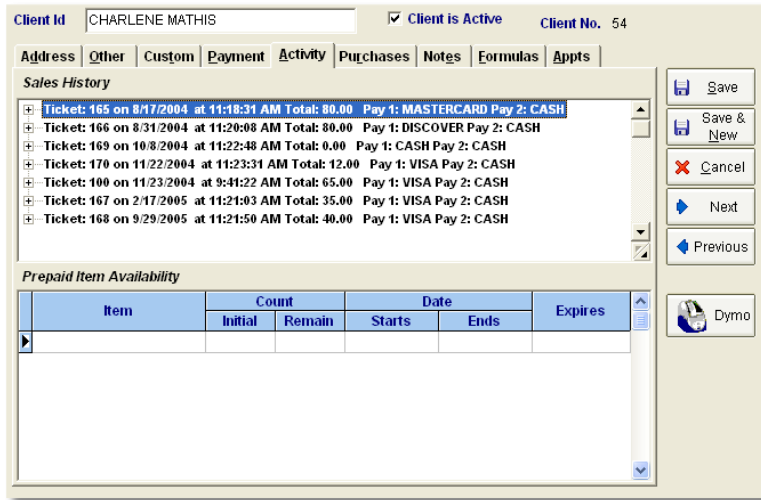 Client Id CHARLENE MATHIS Client is Active Client No. 54
Address Other Custom Payment Activity Purchases Notes Formulas Appts
Sales History
Ticket: 165 on 8/17/2004 at 11:18:31 AM Total: 80.00 Pay 1: MASTERCARD Pay 2: CASH
Ticket: 166 on 8/31/2004 at 11:20:08 AM Total: 80.00 Pay 1: DISCOVER Pay 2: CASH
Ticket: 169 on 10/8/2004 at 11:22:48 AM Total: 0.00 Pay 1: CASH Pay 2: CASH
Ticket: 170 on 11/22/2004 at 11:23:31 AM Total: 12.00 Pay 1: VISA Pay 2: CASH
Ticket: 100 on 11/23/2004 at 9:41:22 AM Total: 65.00 Pay 1: VISA Pay 2: CASH
Ticket: 167 on 2/17/2005 at 11:21:03 AM Total: 35.00 Pay 1: VISA Pay 2: CASH
Ticket: 168 on 9/29/2005 at 11:21:50 AM Total: 40.00 Pay 1: VISA Pay 2: CASH
Prepaid Item Availability
Item Count Date Expires
Initial Remain Starts Ends
Save
Save &
New
Cancel
Next
Previous
Dymo